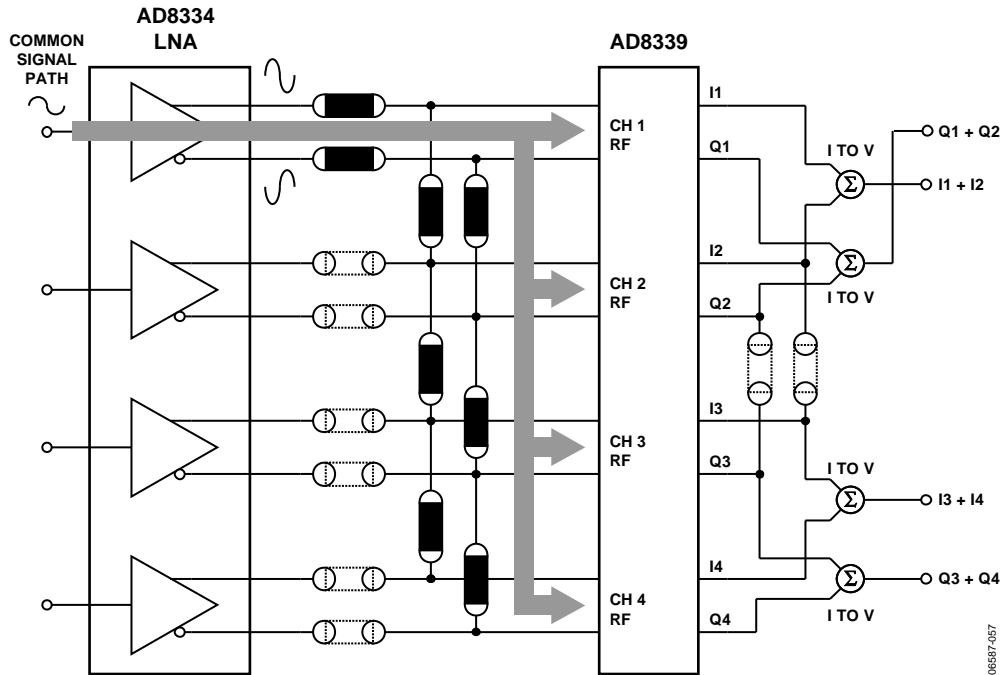 AD8334
LNA
COMMON
SIGNAL
PATH
AD8339
CH 1
RF
I1
Q1
I TO V
Σ
Q1 + Q2
I1 + I2
CH 2
RF
I2
Q2
Σ
I TO V
CH 3
RF
I3
Q3
I TO V
Σ
I3 + I4
CH 4
RF
I4
Q4
Σ
Q3 + Q4
I TO V
06587-057